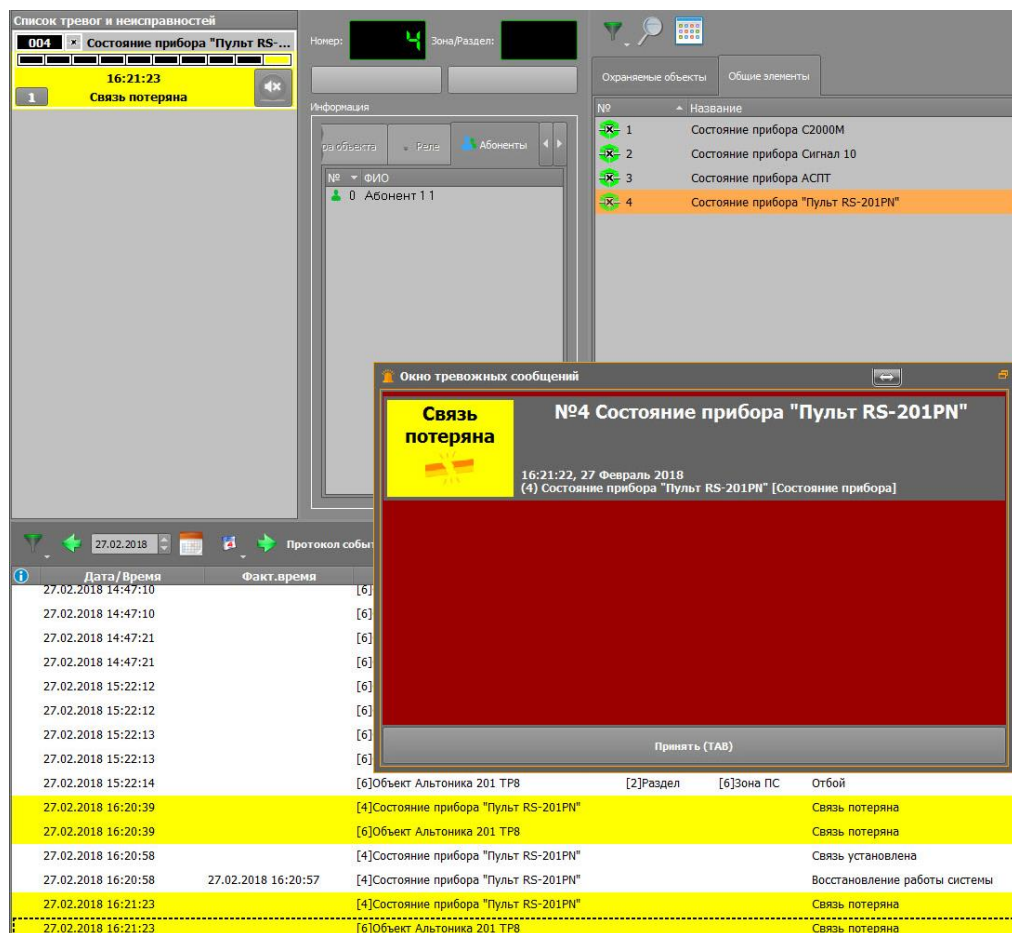 Список тревог и неисправностей
004 Состояние прибора "Пульт RS-...
16:21:23
1 Связь потеряна
Номер: 4 Зона/Раздел:
Информация
ра объекта Реле Абоненты
№ ФИО
0 Абонент 1 1
Охраняемые объекты Общие элементы
№ Название
1 Состояние прибора С2000М
2 Состояние прибора Сигнал 10
3 Состояние прибора АСПТ
4 Состояние прибора "Пульт RS-201PN"
Окно тревожных сообщений
Связь потеряна
№4 Состояние прибора "Пульт RS-201PN"
16:21:22, 27 Февраль 2018
(4) Состояние прибора "Пульт RS-201PN" [Состояние прибора]
Принять (TAB)
27.02.2018 Протокол собы
Дата/Время Факт.время
27.02.2018 14:47:10 [6]
27.02.2018 14:47:10 [6]
27.02.2018 14:47:21 [6]
27.02.2018 14:47:21 [6]
27.02.2018 15:22:12 [6]
27.02.2018 15:22:12 [6]
27.02.2018 15:22:13 [6]
27.02.2018 15:22:13 [6]
27.02.2018 15:22:14 [6]Объект Альтоника 201 TP8 [2]Раздел [6]Зона ПС Отбой
27.02.2018 16:20:39 [4]Состояние прибора "Пульт RS-201PN" Связь потеряна
27.02.2018 16:20:39 [6]Объект Альтоника 201 TP8 Связь потеряна
27.02.2018 16:20:58 [4]Состояние прибора "Пульт RS-201PN" Связь установлена
27.02.2018 16:20:58 27.02.2018 16:20:57 [4]Состояние прибора "Пульт RS-201PN" Восстановление работы системы
27.02.2018 16:21:23 [4]Состояние прибора "Пульт RS-201PN" Связь потеряна
27.02.2018 16:21:23 [6]Объект Альтоника 201 TP8 Связь потеряна